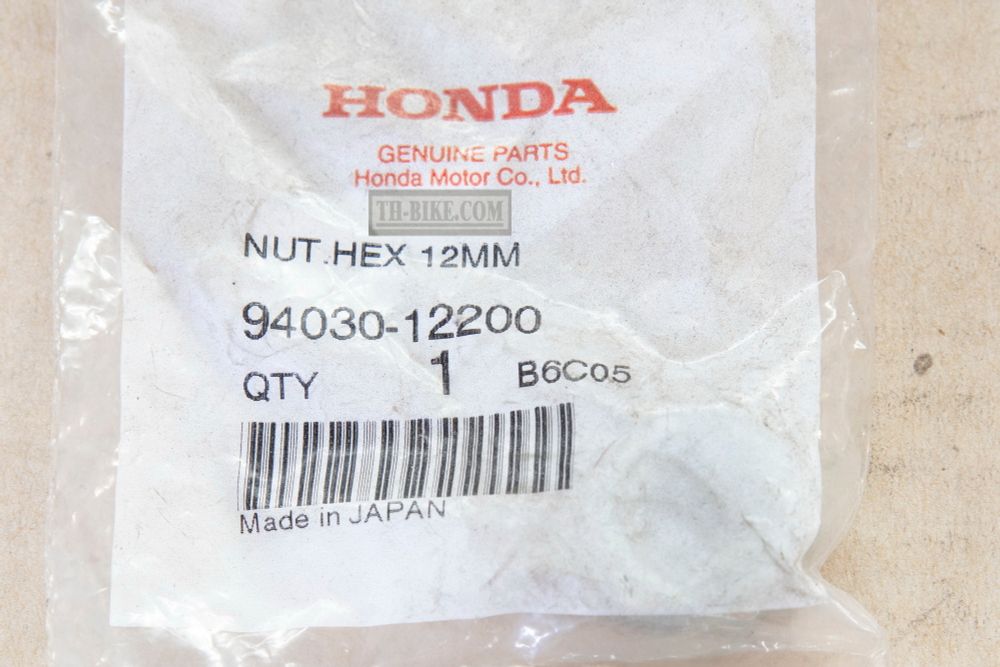 HONDA
GENUINE PARTS
Honda Motor Co., Ltd.
TH-BIKE.COM
NUT.HEX 12MM
94030-12200
QTY 1 B6C05
Made in JAPAN